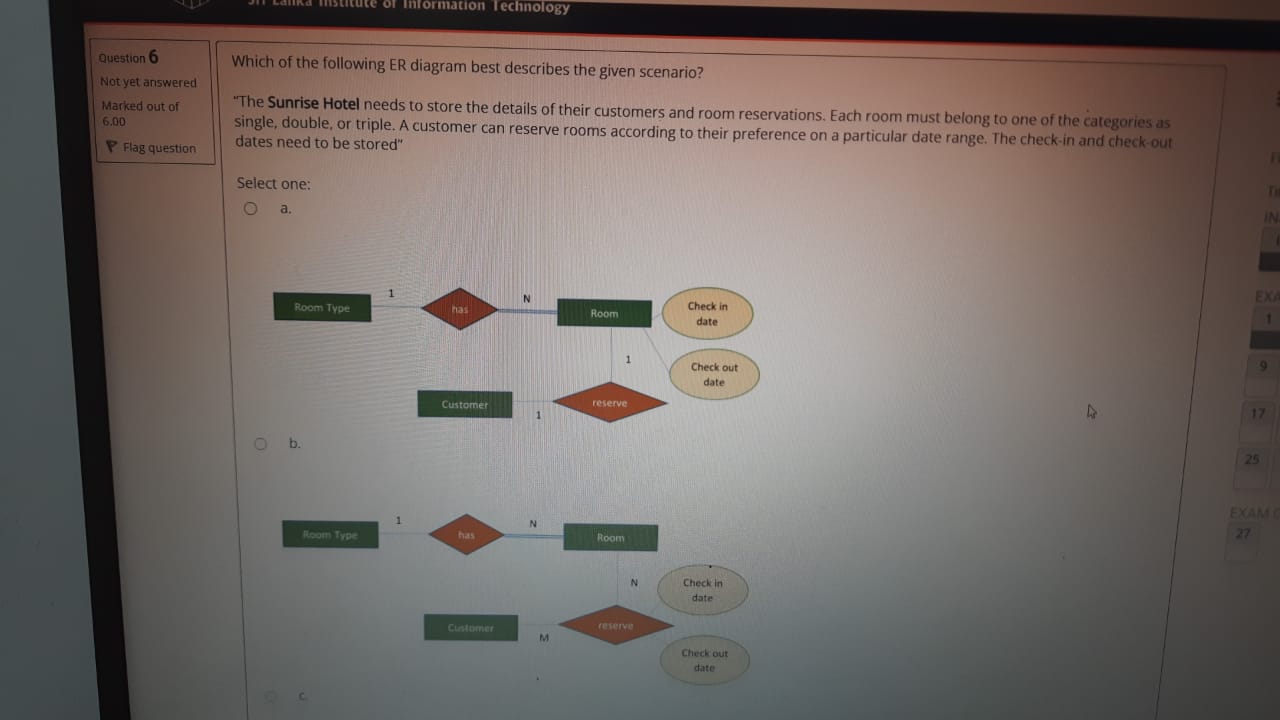 Sri Lanka Institute of Information Technology
Question 6
Not yet answered
Marked out of
6.00
Flag question
Which of the following ER diagram best describes the given scenario?
"The Sunrise Hotel needs to store the details of their customers and room reservations. Each room must belong to one of the categories as
single, double, or triple. A customer can reserve rooms according to their preference on a particular date range. The check-in and check-out
dates need to be stored"
Select one:
a.
Room Type
1
has
N
Room
Check in
date
1
Check out
date
Customer
1
reserve
b.
Room Type
1
has
N
Room
N
Check in
date
Customer
M
reserve
Check out
date
c.
IN
EXA
1
9
17
25
EXAM
27